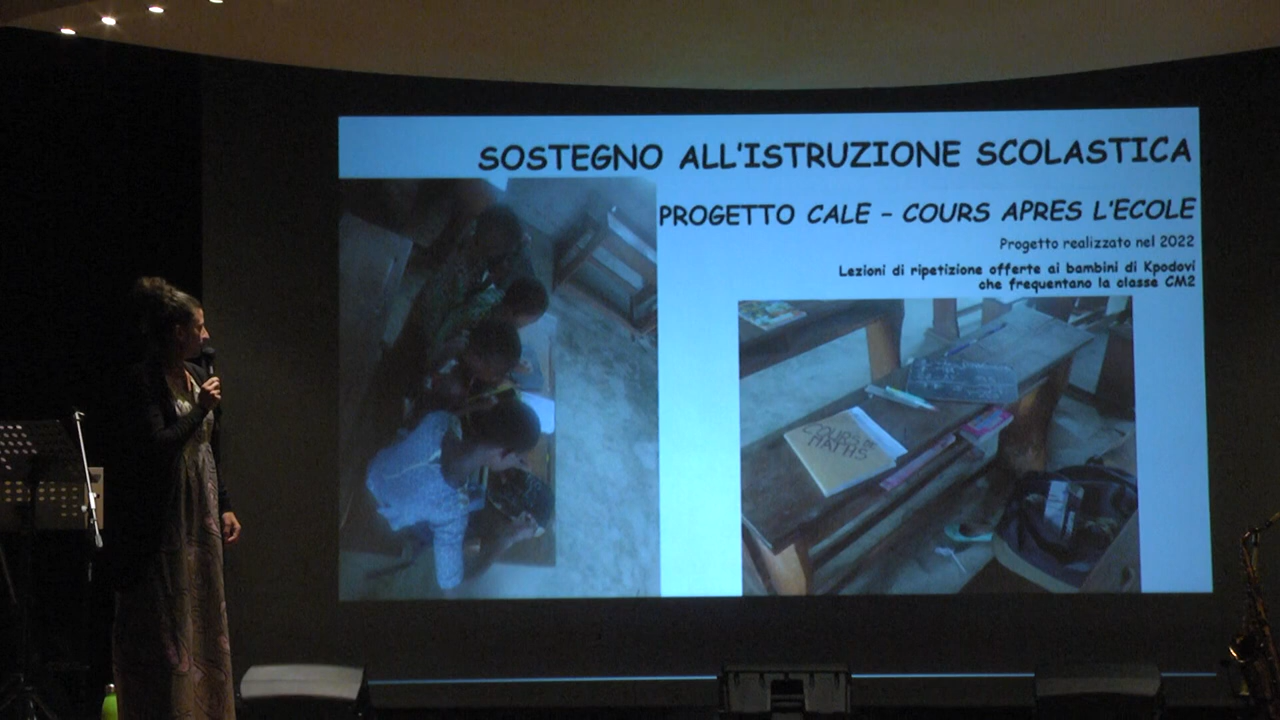 SOSTEGNO ALL'ISTRUZIONE SCOLASTICA
PROGETTO CALE – COURS APRES L'ECOLE
Progetto realizzato nel 2022
Lezioni di ripetizione offerte ai bambini di Kpodovi
che frequentano la classe CM2
COURS DE
MATHS